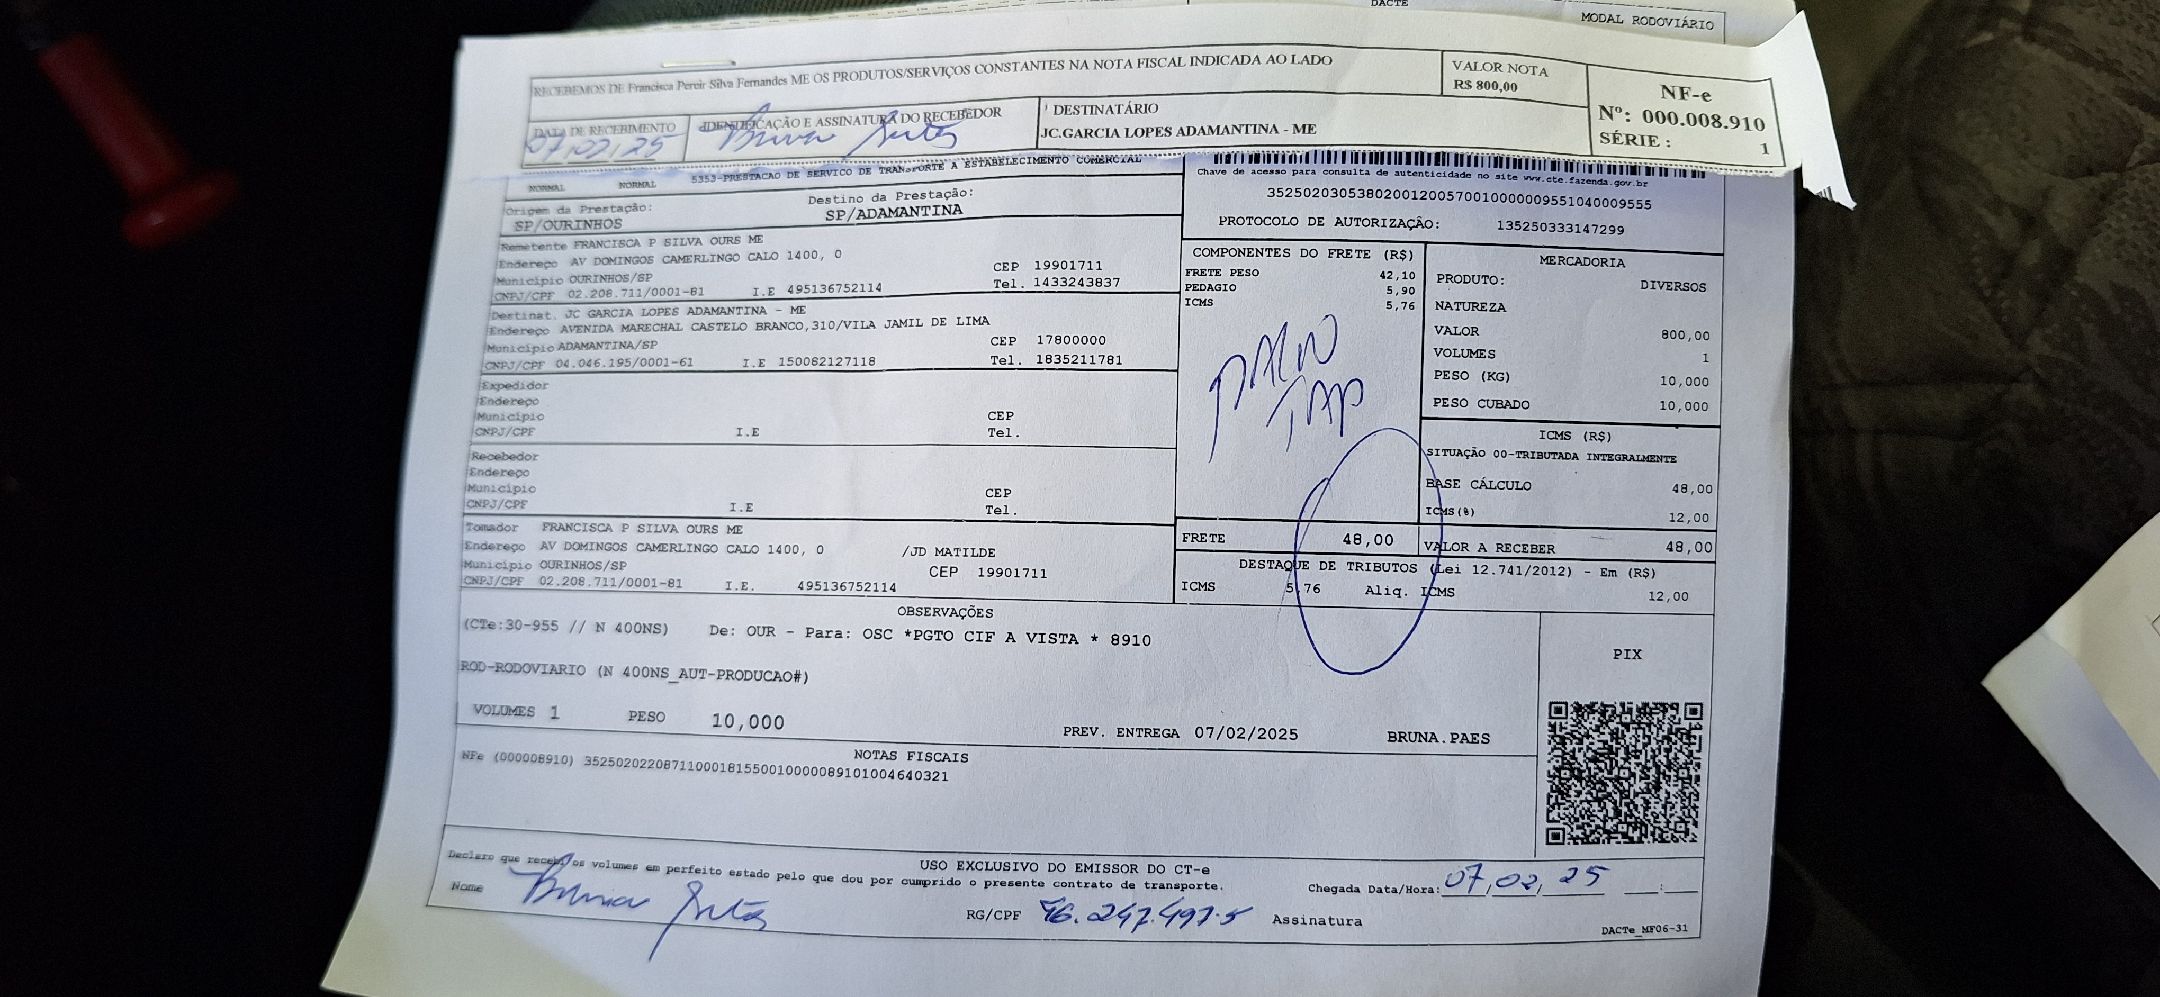 DACTE
MODAL RODOVIÁRIO
RECEBEMOS DE Francisca Pereir Silva Fernandes ME OS PRODUTOS/SERVIÇOS CONSTANTES NA NOTA FISCAL INDICADA AO LADO
VALOR NOTA
R$ 800,00
NF-e
Nº: 000.008.910
SÉRIE : 1
DATA DE RECEBIMENTO
07,02,25
IDENTIFICAÇÃO E ASSINATURA DO RECEBEDOR
DESTINATÁRIO
JC.GARCIA LOPES ADAMANTINA - ME
NORMAL NORMAL 5353-PRESTACAO DE SERVICO DE TRANSPORTE A ESTABELECIMENTO COMERCIAL
Chave de acesso para consulta de autenticidade no site www.cte.fazenda.gov.br
35250203053802001200570010000009551040009555
PROTOCOLO DE AUTORIZAÇÃO: 135250333147299
Origem da Prestação: Destino da Prestação:
SP/OURINHOS SP/ADAMANTINA
Remetente FRANCISCA P SILVA OURS ME
Endereço AV DOMINGOS CAMERLINGO CALO 1400, 0 CEP 19901711
Município OURINHOS/SP Tel. 1433243837
CNPJ/CPF 02.208.711/0001-81 I.E 495136752114
Destinat. JC GARCIA LOPES ADAMANTINA - ME
Endereço AVENIDA MARECHAL CASTELO BRANCO,310/VILA JAMIL DE LIMA
Município ADAMANTINA/SP CEP 17800000
CNPJ/CPF 04.046.195/0001-61 I.E 150082127118 Tel. 1835211781
Expedidor
Endereço
Município CEP
CNPJ/CPF I.E Tel.
Recebedor
Endereço
Município CEP
CNPJ/CPF I.E Tel.
Tomador FRANCISCA P SILVA OURS ME
Endereço AV DOMINGOS CAMERLINGO CALO 1400, 0 /JD MATILDE
Município OURINHOS/SP CEP 19901711
CNPJ/CPF 02.208.711/0001-81 I.E. 495136752114
COMPONENTES DO FRETE (R$)
FRETE PESO 42,10
PEDAGIO 5,90
ICMS 5,76
FRETE 48,00
MERCADORIA
PRODUTO: DIVERSOS
NATUREZA
VALOR 800,00
VOLUMES 1
PESO (KG) 10,000
PESO CUBADO 10,000
ICMS (R$)
SITUAÇÃO 00-TRIBUTADA INTEGRALMENTE
BASE CÁLCULO 48,00
ICMS(%) 12,00
VALOR A RECEBER 48,00
DESTAQUE DE TRIBUTOS (Lei 12.741/2012) - Em (R$)
ICMS 5,76 Aliq. ICMS 12,00
OBSERVAÇÕES
(CTe:30-955 // N 400NS) De: OUR - Para: OSC *PGTO CIF A VISTA * 8910
ROD-RODOVIARIO (N 400NS_AUT-PRODUCAO#)
VOLUMES 1 PESO 10,000
PREV. ENTREGA 07/02/2025 BRUNA.PAES
PIX
NOTAS FISCAIS
NFe (000008910) 35250202208711000181550010000089101004640321
USO EXCLUSIVO DO EMISSOR DO CT-e
Declaro que recebi os volumes em perfeito estado pelo que dou por cumprido o presente contrato de transporte.
Chegada Data/Hora: 07,02,25 __:__
Nome
RG/CPF 46.247.497-5 Assinatura
DACTe_MF06-31